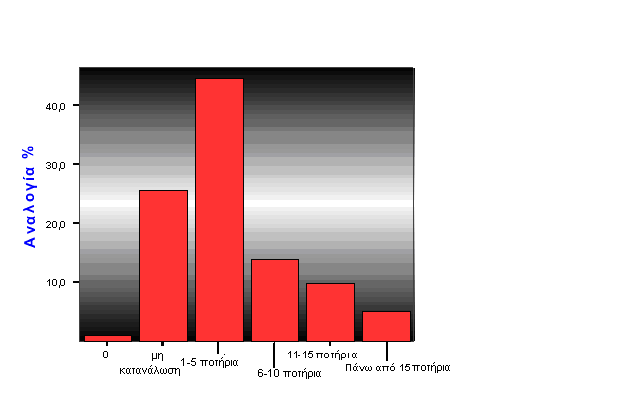 Αναλογία %
40,0
30,0
20,0
10,0
0
μη
κατανάλωση
1-5 ποτήρια
6-10 ποτήρια
11-15 ποτήρια
Πάνω από 15 ποτήρια